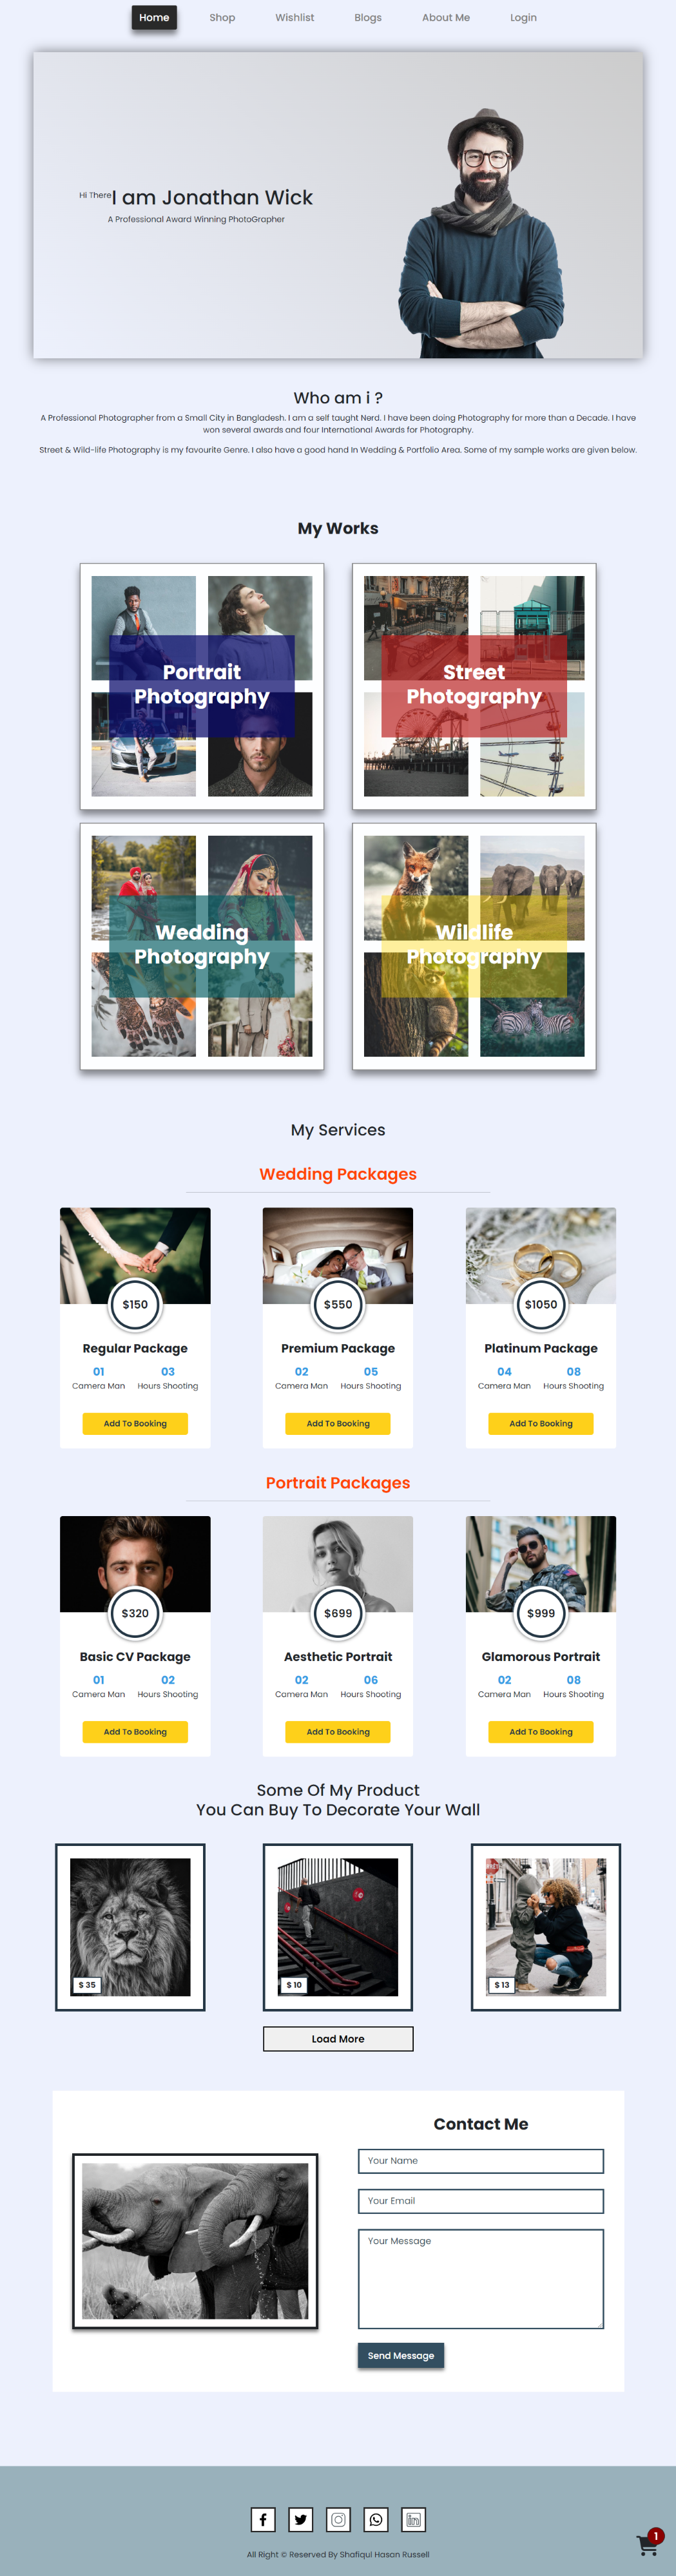 Home Shop Wishlist Blogs About Me Login
Hi There I am Jonathan Wick
A Professional Award Winning PhotoGrapher
Who am i ?
A Professional Photographer from a Small City in Bangladesh. I am a self taught Nerd. I have been doing Photography for more than a Decade. I have
won several awards and four International Awards for Photography.
Street & Wild-life Photography is my favourite Genre. I also have a good hand In Wedding & Portfolio Area. Some of my sample works are given below.
My Works
Portrait
Photography
Street
Photography
Wedding
Photography
Wildlife
Photography
My Services
Wedding Packages
$150
Regular Package
01 03
Camera Man Hours Shooting
Add To Booking
$550
Premium Package
02 05
Camera Man Hours Shooting
Add To Booking
$1050
Platinum Package
04 08
Camera Man Hours Shooting
Add To Booking
Portrait Packages
$320
Basic CV Package
01 02
Camera Man Hours Shooting
Add To Booking
$699
Aesthetic Portrait
02 06
Camera Man Hours Shooting
Add To Booking
$999
Glamorous Portrait
02 08
Camera Man Hours Shooting
Add To Booking
Some Of My Product
You Can Buy To Decorate Your Wall
$ 35
$ 10
$ 13
Load More
Contact Me
Your Name
Your Email
Your Message
Send Message
1
All Right © Reserved By Shafiqul Hasan Russell